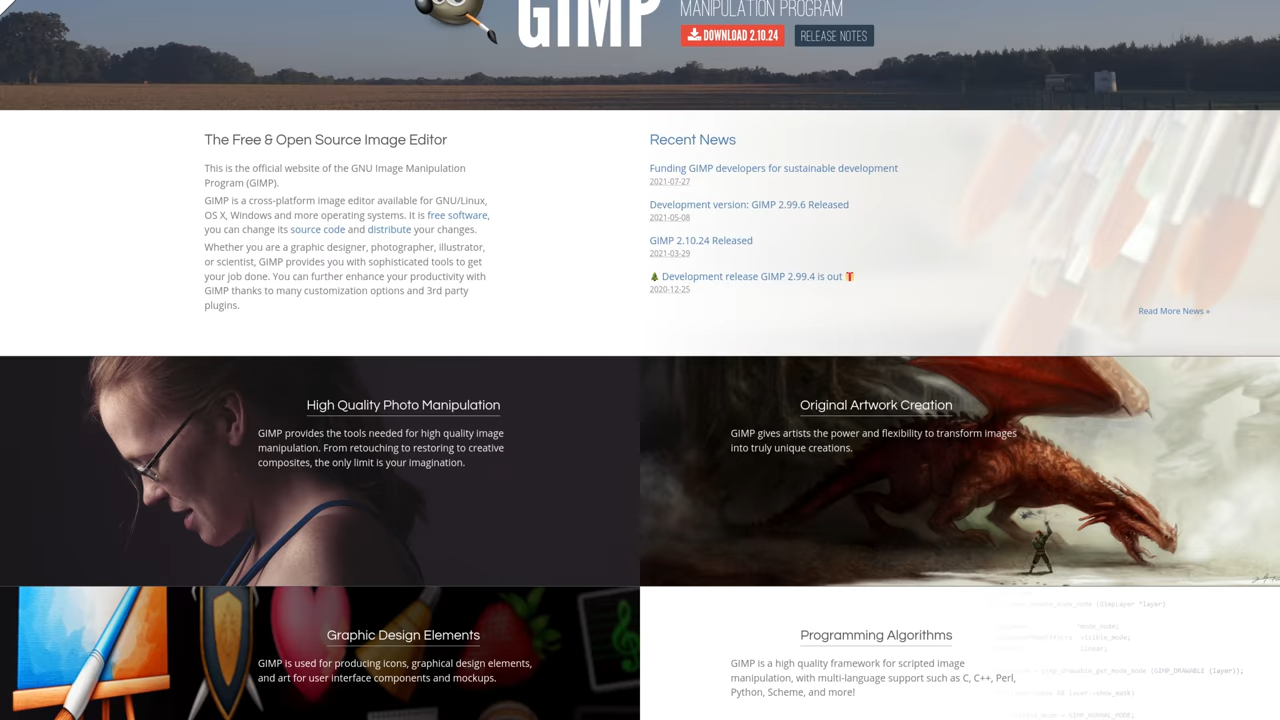 GIMP
MANIPULATION PROGRAM
DOWNLOAD 2.10.24
RELEASE NOTES
The Free & Open Source Image Editor
This is the official website of the GNU Image Manipulation
Program (GIMP).
GIMP is a cross-platform image editor available for GNU/Linux,
OS X, Windows and more operating systems. It is free software,
you can change its source code and distribute your changes.
Whether you are a graphic designer, photographer, illustrator,
or scientist, GIMP provides you with sophisticated tools to get
your job done. You can further enhance your productivity with
GIMP thanks to many customization options and 3rd party
plugins.
Recent News
Funding GIMP developers for sustainable development
2021-07-27
Development version: GIMP 2.99.6 Released
2021-05-08
GIMP 2.10.24 Released
2021-03-29
🌲 Development release GIMP 2.99.4 is out 🎁
2020-12-25
Read More News »
High Quality Photo Manipulation
GIMP provides the tools needed for high quality image
manipulation. From retouching to restoring to creative
composites, the only limit is your imagination.
Original Artwork Creation
GIMP gives artists the power and flexibility to transform images
into truly unique creations.
Graphic Design Elements
GIMP is used for producing icons, graphical design elements,
and art for user interface components and mockups.
Programming Algorithms
GIMP is a high quality framework for scripted image
manipulation, with multi-language support such as C, C++, Perl,
Python, Scheme, and more!
(GimpLayer *layer)
*mode_mode;
visible_mode;
linear;
gimp_drawable_get_mode_mode (GIMP_DRAWABLE (layer));
layer->show_mask)
= GIMP_NORMAL_MODE;